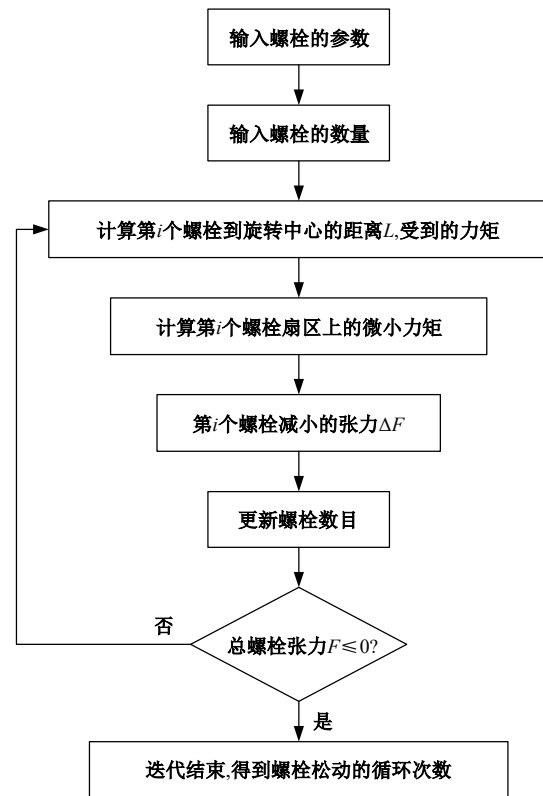 输入螺栓的参数
输入螺栓的数量
计算第i个螺栓到旋转中心的距离L,受到的力矩
计算第i个螺栓扇区上的微小力矩
第i个螺栓减小的张力ΔF
更新螺栓数目
否
总螺栓张力F≤0?
是
迭代结束,得到螺栓松动的循环次数